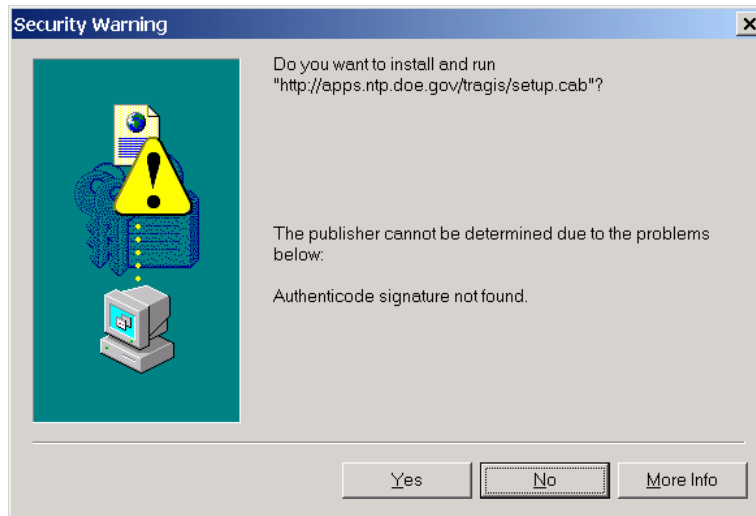 Security Warning
Do you want to install and run
"http://apps.ntp.doe.gov/tragis/setup.cab"?
The publisher cannot be determined due to the problems
below:
Authenticode signature not found.
Yes
No
More Info